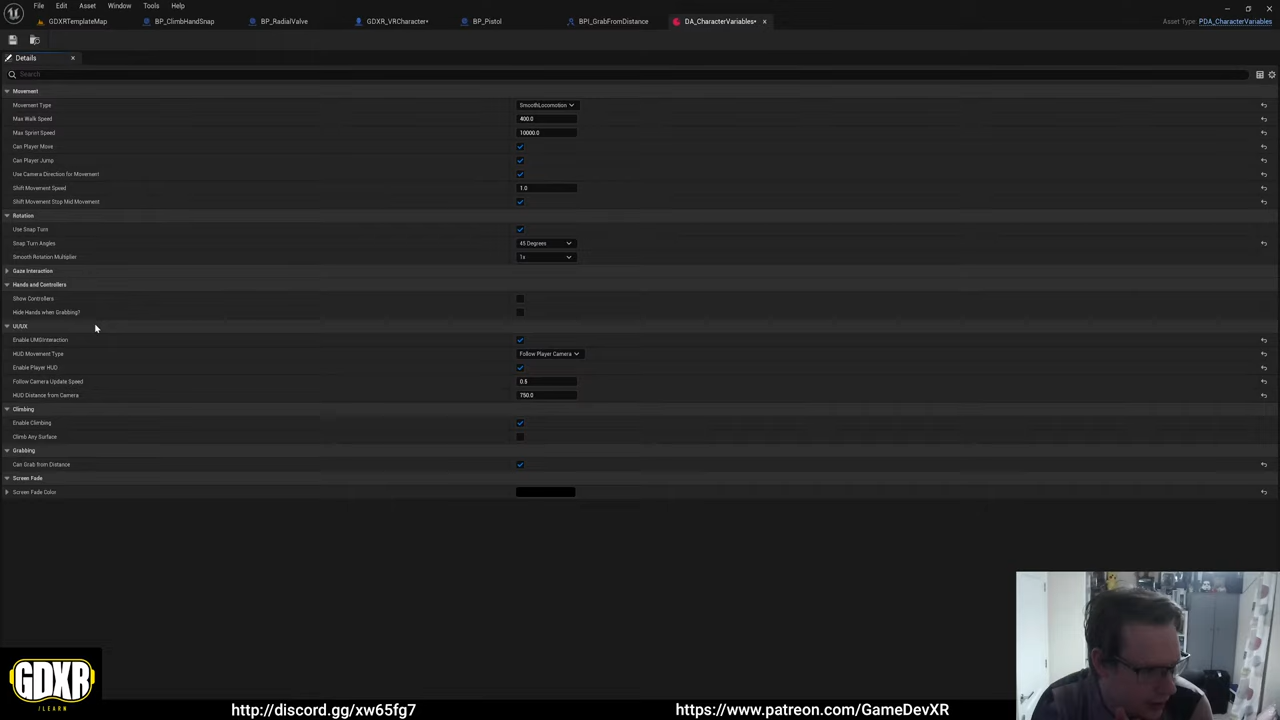 File Edit Asset Window Tools Help
GDXRTemplateMap BP_ClimbHandSnap BP_RadialValve GDXR_VRCharacter• BP_Pistol BPI_GrabFromDistance DA_CharacterVariables• Asset Type: PDA_CharacterVariables
Details
Search
Movement
Movement Type SmoothLocomotion
Max Walk Speed 400.0
Max Sprint Speed 10000.0
Can Player Move
Can Player Jump
Use Camera Direction for Movement
Shift Movement Speed 1.0
Shift Movement Stop Mid Movement
Rotation
Use Snap Turn
Snap Turn Angles 45 Degrees
Smooth Rotation Multiplier 1x
Gaze Interaction
Hands and Controllers
Show Controllers
Hide Hands when Grabbing?
UI/UX
Enable UMGInteraction
HUD Movement Type Follow Player Camera
Enable Player HUD
Follow Camera Update Speed 0.5
HUD Distance from Camera 750.0
Climbing
Enable Climbing
Climb Any Surface
Grabbing
Can Grab from Distance
Screen Fade
Screen Fade Color
GDXR
LEARN
http://discord.gg/xw65fg7 https://www.patreon.com/GameDevXR